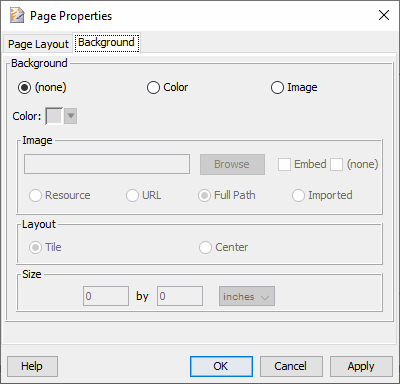 Page Properties
Page Layout Background
Background
(none) Color Image
Color:
Image
Browse Embed (none)
Resource URL Full Path Imported
Layout
Tile Center
Size
0 by 0 inches
Help OK Cancel Apply